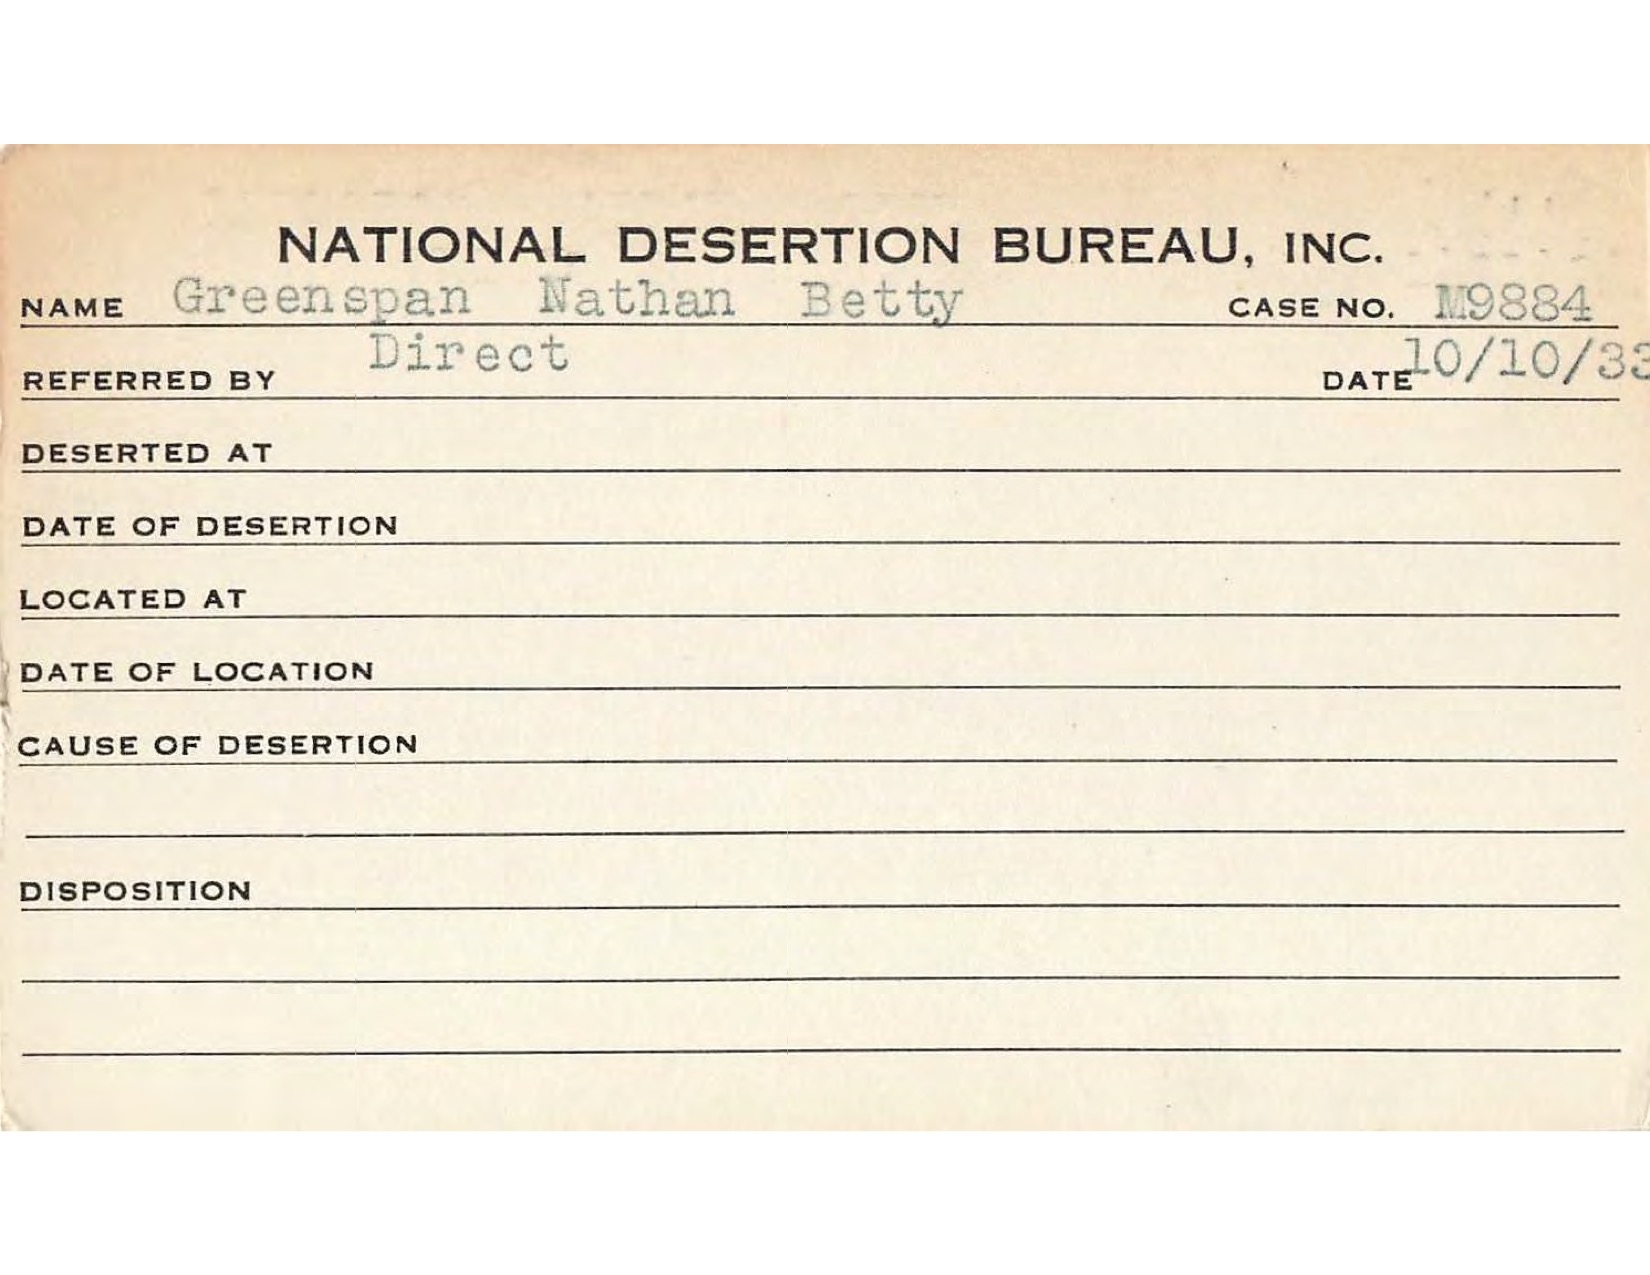 NATIONAL DESERTION BUREAU, INC.
NAME Greenspan Nathan Betty CASE NO. M9884
REFERRED BY Direct DATE 10/10/33
DESERTED AT
DATE OF DESERTION
LOCATED AT
DATE OF LOCATION
CAUSE OF DESERTION
DISPOSITION